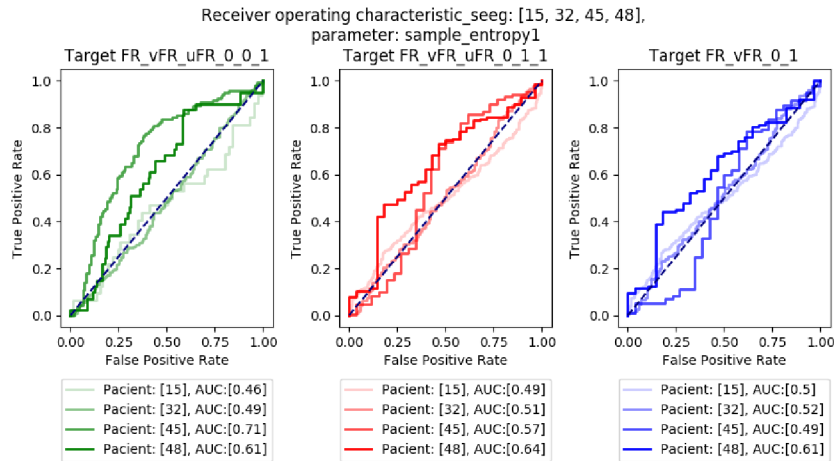 Receiver operating characteristic_seeg: [15, 32, 45, 48],
parameter: sample_entropy1
Target FR_vFR_uFR_0_0_1
Target FR_vFR_uFR_0_1_1
Target FR_vFR_0_1
True Positive Rate
1.0
0.8
0.6
0.4
0.2
0.0
0.00
0.25
0.50
0.75
1.00
False Positive Rate
True Positive Rate
1.0
0.8
0.6
0.4
0.2
0.0
0.00
0.25
0.50
0.75
1.00
False Positive Rate
True Positive Rate
1.0
0.8
0.6
0.4
0.2
0.0
0.00
0.25
0.50
0.75
1.00
False Positive Rate
Pacient: [15], AUC:[0.46]
Pacient: [32], AUC:[0.49]
Pacient: [45], AUC:[0.71]
Pacient: [48], AUC:[0.61]
Pacient: [15], AUC:[0.49]
Pacient: [32], AUC:[0.51]
Pacient: [45], AUC:[0.57]
Pacient: [48], AUC:[0.64]
Pacient: [15], AUC:[0.5]
Pacient: [32], AUC:[0.52]
Pacient: [45], AUC:[0.49]
Pacient: [48], AUC:[0.61]